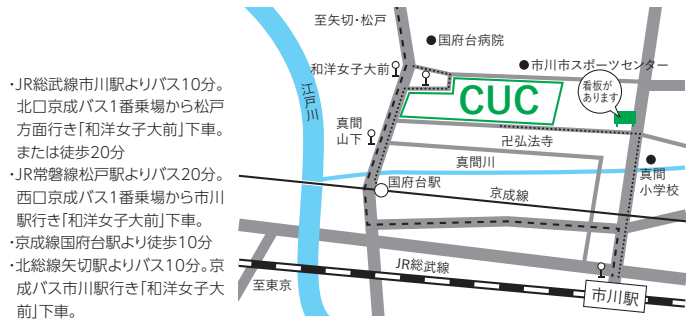 ・JR総武線市川駅よりバス10分。
北口京成バス1番乗場から松戸
方面行き「和洋女子大前」下車。
または徒歩20分
・JR常磐線松戸駅よりバス20分。
西口京成バス1番乗場から市川
駅行き「和洋女子大前」下車。
・京成線国府台駅より徒歩10分
・北総線矢切駅よりバス10分。京
成バス市川駅行き「和洋女子大
前」下車。
至矢切・松戸
国府台病院
和洋女子大前
市川市スポーツセンター
看板が
あります
CUC
江戸川
真間
山下
卍弘法寺
真間川
真間
小学校
国府台駅
京成線
JR総武線
至東京
市川駅